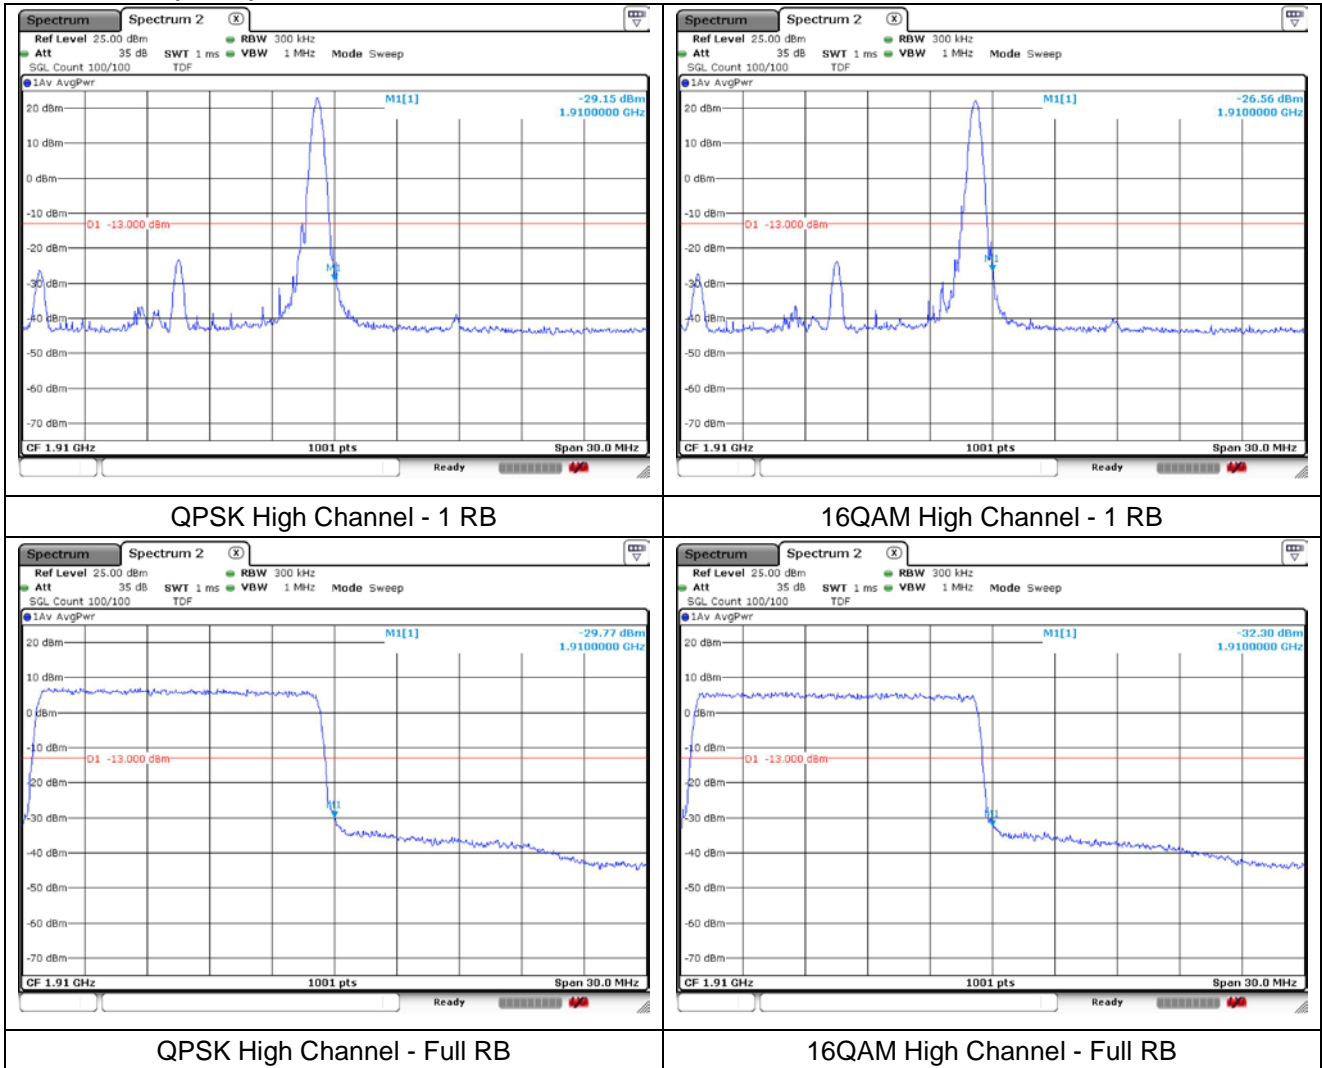 Spectrum Spectrum 2 X
Ref Level 25.00 dBm RBW 300 kHz
Att 35 dB SWT 1 ms VBW 1 MHz Mode Sweep
SGL Count 100/100 TDF
1Av AvgPwr
M1[1] -29.15 dBm
1.9100000 GHz
20 dBm
10 dBm
0 dBm
-10 dBm
D1 -13.000 dBm
-20 dBm
M1
-30 dBm
-40 dBm
-50 dBm
-60 dBm
-70 dBm
CF 1.91 GHz 1001 pts Span 30.0 MHz
Ready
QPSK High Channel - 1 RB
Spectrum Spectrum 2 X
Ref Level 25.00 dBm RBW 300 kHz
Att 35 dB SWT 1 ms VBW 1 MHz Mode Sweep
SGL Count 100/100 TDF
1Av AvgPwr
M1[1] -26.56 dBm
1.9100000 GHz
20 dBm
10 dBm
0 dBm
-10 dBm
D1 -13.000 dBm
-20 dBm
M1
-30 dBm
-40 dBm
-50 dBm
-60 dBm
-70 dBm
CF 1.91 GHz 1001 pts Span 30.0 MHz
Ready
16QAM High Channel - 1 RB
Spectrum Spectrum 2 X
Ref Level 25.00 dBm RBW 300 kHz
Att 35 dB SWT 1 ms VBW 1 MHz Mode Sweep
SGL Count 100/100 TDF
1Av AvgPwr
M1[1] -29.77 dBm
1.9100000 GHz
20 dBm
10 dBm
0 dBm
-10 dBm
D1 -13.000 dBm
-20 dBm
M1
-30 dBm
-40 dBm
-50 dBm
-60 dBm
-70 dBm
CF 1.91 GHz 1001 pts Span 30.0 MHz
Ready
QPSK High Channel - Full RB
Spectrum Spectrum 2 X
Ref Level 25.00 dBm RBW 300 kHz
Att 35 dB SWT 1 ms VBW 1 MHz Mode Sweep
SGL Count 100/100 TDF
1Av AvgPwr
M1[1] -32.30 dBm
1.9100000 GHz
20 dBm
10 dBm
0 dBm
-10 dBm
D1 -13.000 dBm
-20 dBm
M1
-30 dBm
-40 dBm
-50 dBm
-60 dBm
-70 dBm
CF 1.91 GHz 1001 pts Span 30.0 MHz
Ready
16QAM High Channel - Full RB